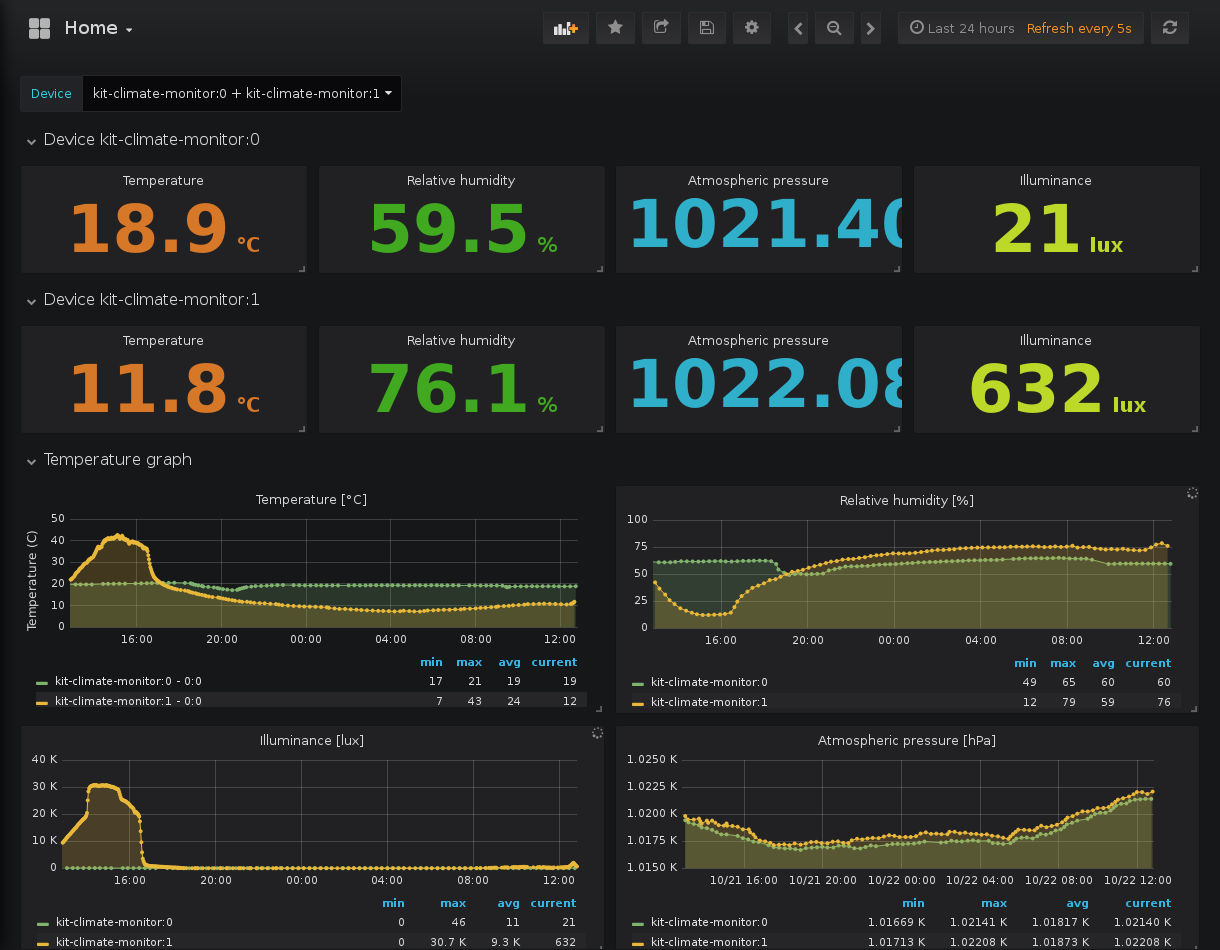 Home
Last 24 hours Refresh every 5s
Device kit-climate-monitor:0 + kit-climate-monitor:1
Device kit-climate-monitor:0
Temperature Relative humidity Atmospheric pressure Illuminance
18.9 °C 59.5 % 1021.40 21 lux
Device kit-climate-monitor:1
Temperature Relative humidity Atmospheric pressure Illuminance
11.8 °C 76.1 % 1022.08 632 lux
Temperature graph
Temperature [°C]
Temperature (C)
50
40
30
20
10
0
16:00 20:00 00:00 04:00 08:00 12:00
min max avg current
kit-climate-monitor:0 - 0:0 17 21 19 19
kit-climate-monitor:1 - 0:0 7 43 24 12
Relative humidity [%]
100
75
50
25
0
16:00 20:00 00:00 04:00 08:00 12:00
min max avg current
kit-climate-monitor:0 49 65 60 60
kit-climate-monitor:1 12 79 59 76
Illuminance [lux]
40 K
30 K
20 K
10 K
0
16:00 20:00 00:00 04:00 08:00 12:00
min max avg current
kit-climate-monitor:0 0 46 11 21
kit-climate-monitor:1 0 30.7 K 9.3 K 632
Atmospheric pressure [hPa]
1.0250 K
1.0225 K
1.0200 K
1.0175 K
1.0150 K
10/21 16:00 10/21 20:00 10/22 00:00 10/22 04:00 10/22 08:00 10/22 12:00
min max avg current
kit-climate-monitor:0 1.01669 K 1.02141 K 1.01817 K 1.02140 K
kit-climate-monitor:1 1.01713 K 1.02208 K 1.01873 K 1.02208 K